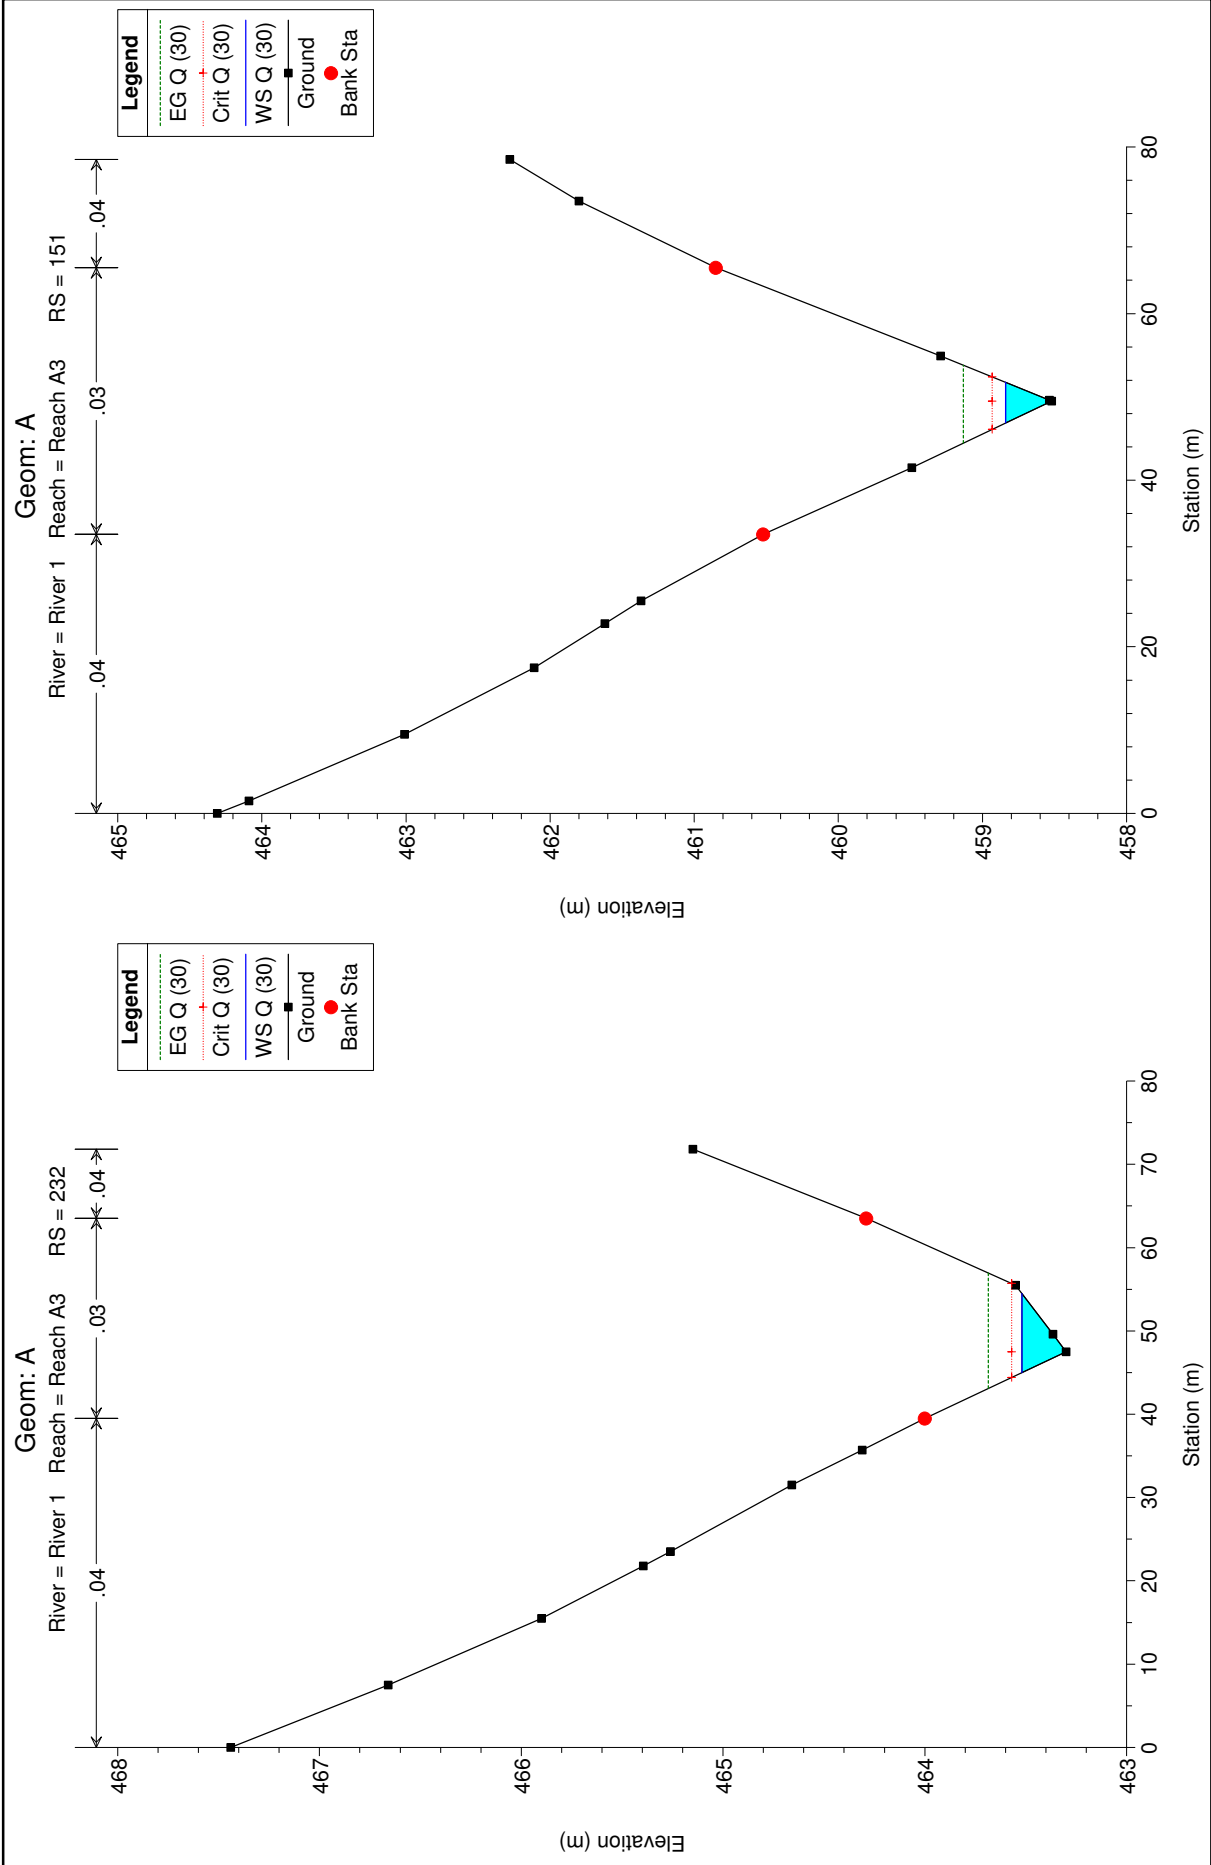 Geom: A
River = River 1   Reach = Reach A3   RS = 232
.04
.03
.04
Legend
EG Q (30)
Crit Q (30)
WS Q (30)
Ground
Bank Sta
468
467
466
465
464
463
Elevation (m)
0 10 20 30 40 50 60 70 80
Station (m)
Geom: A
River = River 1   Reach = Reach A3   RS = 151
.04
.03
.04
Legend
EG Q (30)
Crit Q (30)
WS Q (30)
Ground
Bank Sta
465
464
463
462
461
460
459
458
Elevation (m)
0 20 40 60 80
Station (m)